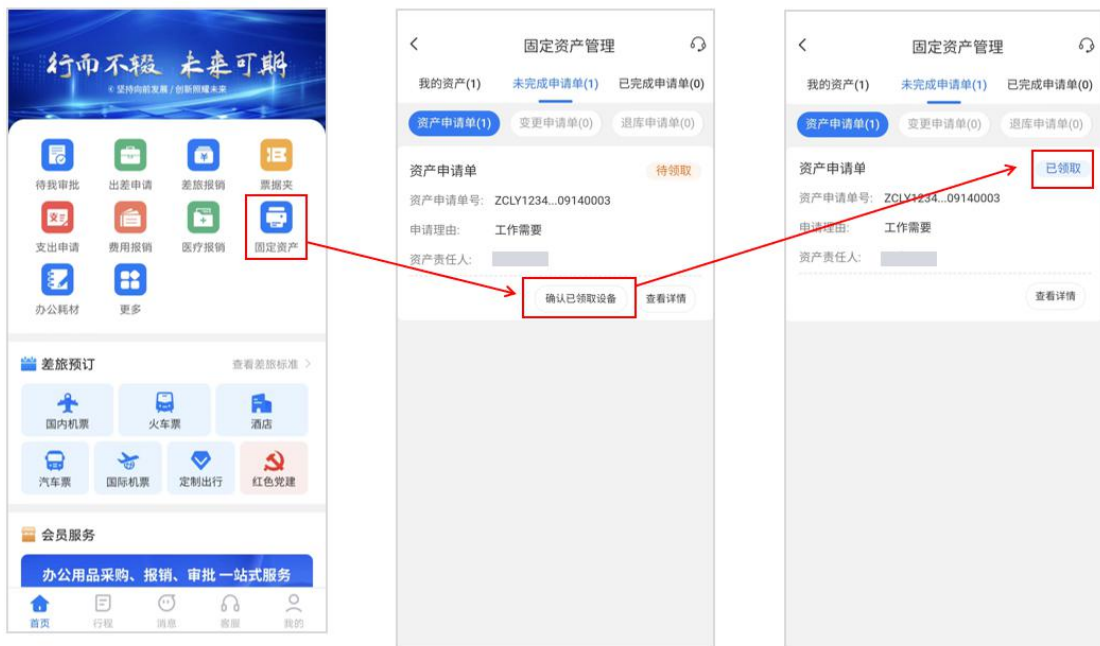 行而不辍 未来可期
坚持向前发展 / 创新照耀未来
待我审批 出差申请 差旅报销 票据夹
支出申请 费用报销 医疗报销 固定资产
办公耗材 更多
差旅预订 查看差旅标准 >
国内机票 火车票 酒店
汽车票 国际机票 定制出行 红色党建
会员服务
办公用品采购、报销、审批 一站式服务
首页 行程 消息 客服 我的
固定资产管理
我的资产(1) 未完成申请单(1) 已完成申请单(0)
资产申请单(1) 变更申请单(0) 退库申请单(0)
资产申请单 待领取
资产申请单号: ZCLY1234...09140003
申请理由: 工作需要
资产责任人:
确认已领取设备 查看详情
固定资产管理
我的资产(1) 未完成申请单(1) 已完成申请单(0)
资产申请单(1) 变更申请单(0) 退库申请单(0)
资产申请单 已领取
资产申请单号: ZCLY1234...09140003
申请理由: 工作需要
资产责任人:
查看详情